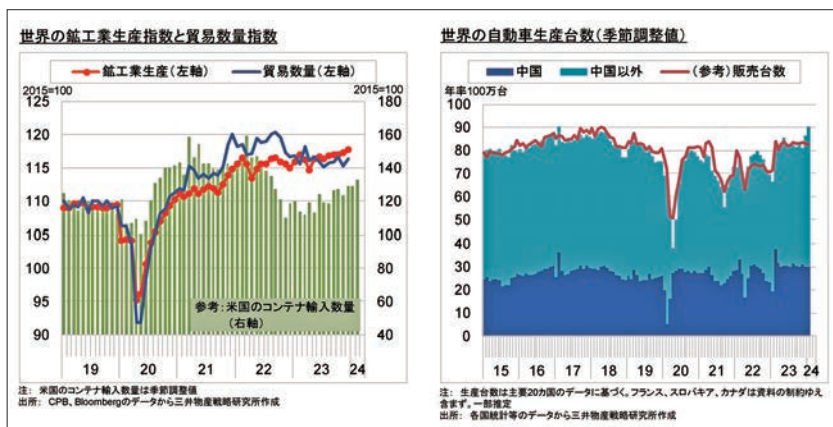 世界の鉱工業生産指数と貿易数量指数
鉱工業生産(左軸) 貿易数量(左軸)
2015=100 2015=100
125 180
120 160
115 140
110 120
105 100
100 80
95 60
90 40
参考:米国のコンテナ輸入数量
(右軸)
19 20 21 22 23 24
注: 米国のコンテナ輸入数量は季節調整値
出所: CPB、Bloombergのデータから三井物産戦略研究所作成
世界の自動車生産台数(季節調整値)
中国 中国以外 (参考)販売台数
年率100万台
100
90
80
70
60
50
40
30
20
10
0
15 16 17 18 19 20 21 22 23 24
注: 生産台数は主要20カ国のデータに基づく。フランス、スロバキア、カナダは資料の制約ゆえ
含まず。一部推定
出所: 各国統計等のデータから三井物産戦略研究所作成